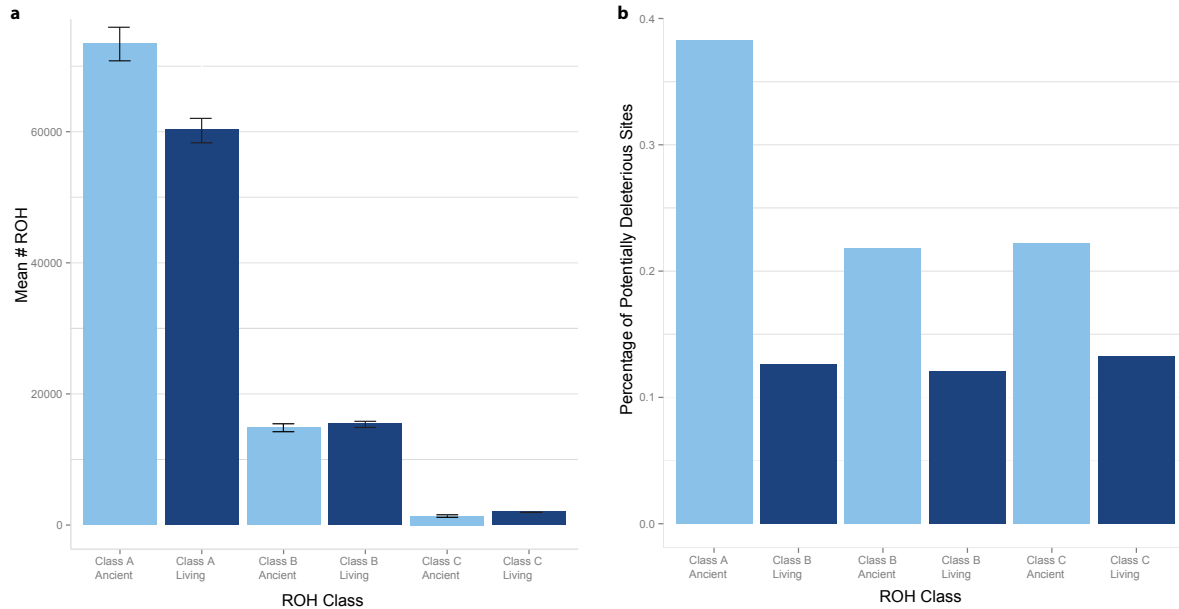 a
Mean # ROH
60000
40000
20000
0
Class A
Ancient
Class A
Living
Class B
Ancient
Class B
Living
Class C
Ancient
Class C
Living
ROH Class
b
Percentage of Potentially Deleterious Sites
0.4
0.3
0.2
0.1
0.0
Class A
Ancient
Class B
Living
Class B
Ancient
Class B
Living
Class C
Ancient
Class C
Living
ROH Class